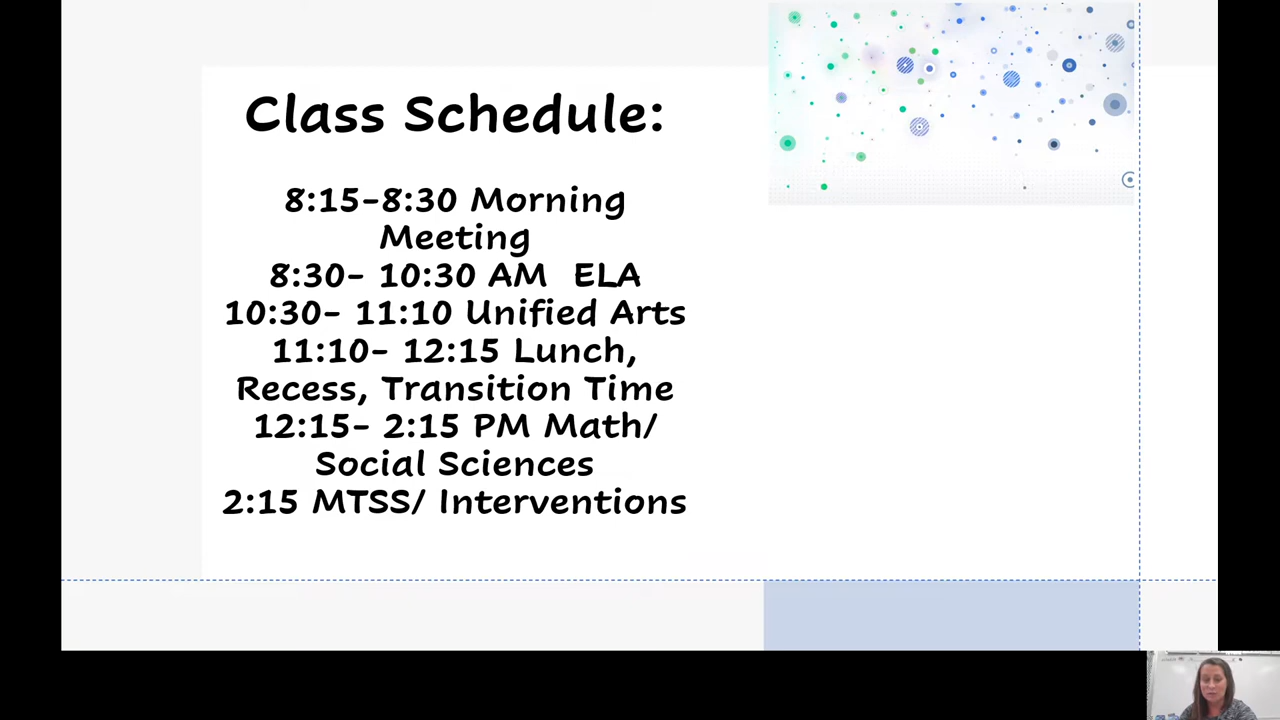 Class Schedule:
8:15-8:30 Morning
Meeting
8:30- 10:30 AM  ELA
10:30- 11:10 Unified Arts
11:10- 12:15 Lunch,
Recess, Transition Time
12:15- 2:15 PM Math/
Social Sciences
2:15 MTSS/ Interventions